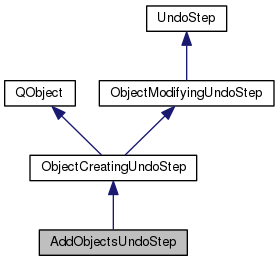 UndoStep
QObject
ObjectModifyingUndoStep
ObjectCreatingUndoStep
AddObjectsUndoStep